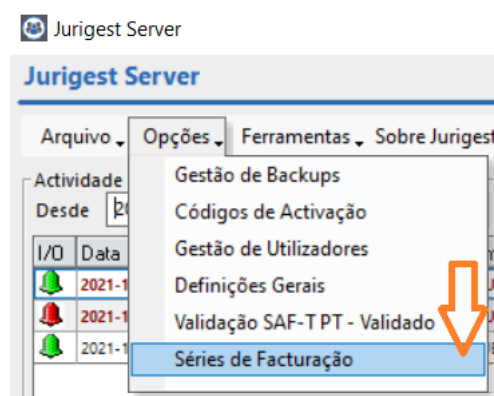 Jurigest Server
Jurigest Server
Arquivo Opções Ferramentas Sobre Jurigest
Gestão de Backups
Códigos de Activação
Gestão de Utilizadores
Definições Gerais
Validação SAF-T PT - Validado
Séries de Facturação
Actividade
Desde
I/O Data
2021-1
2021-1
2021-1